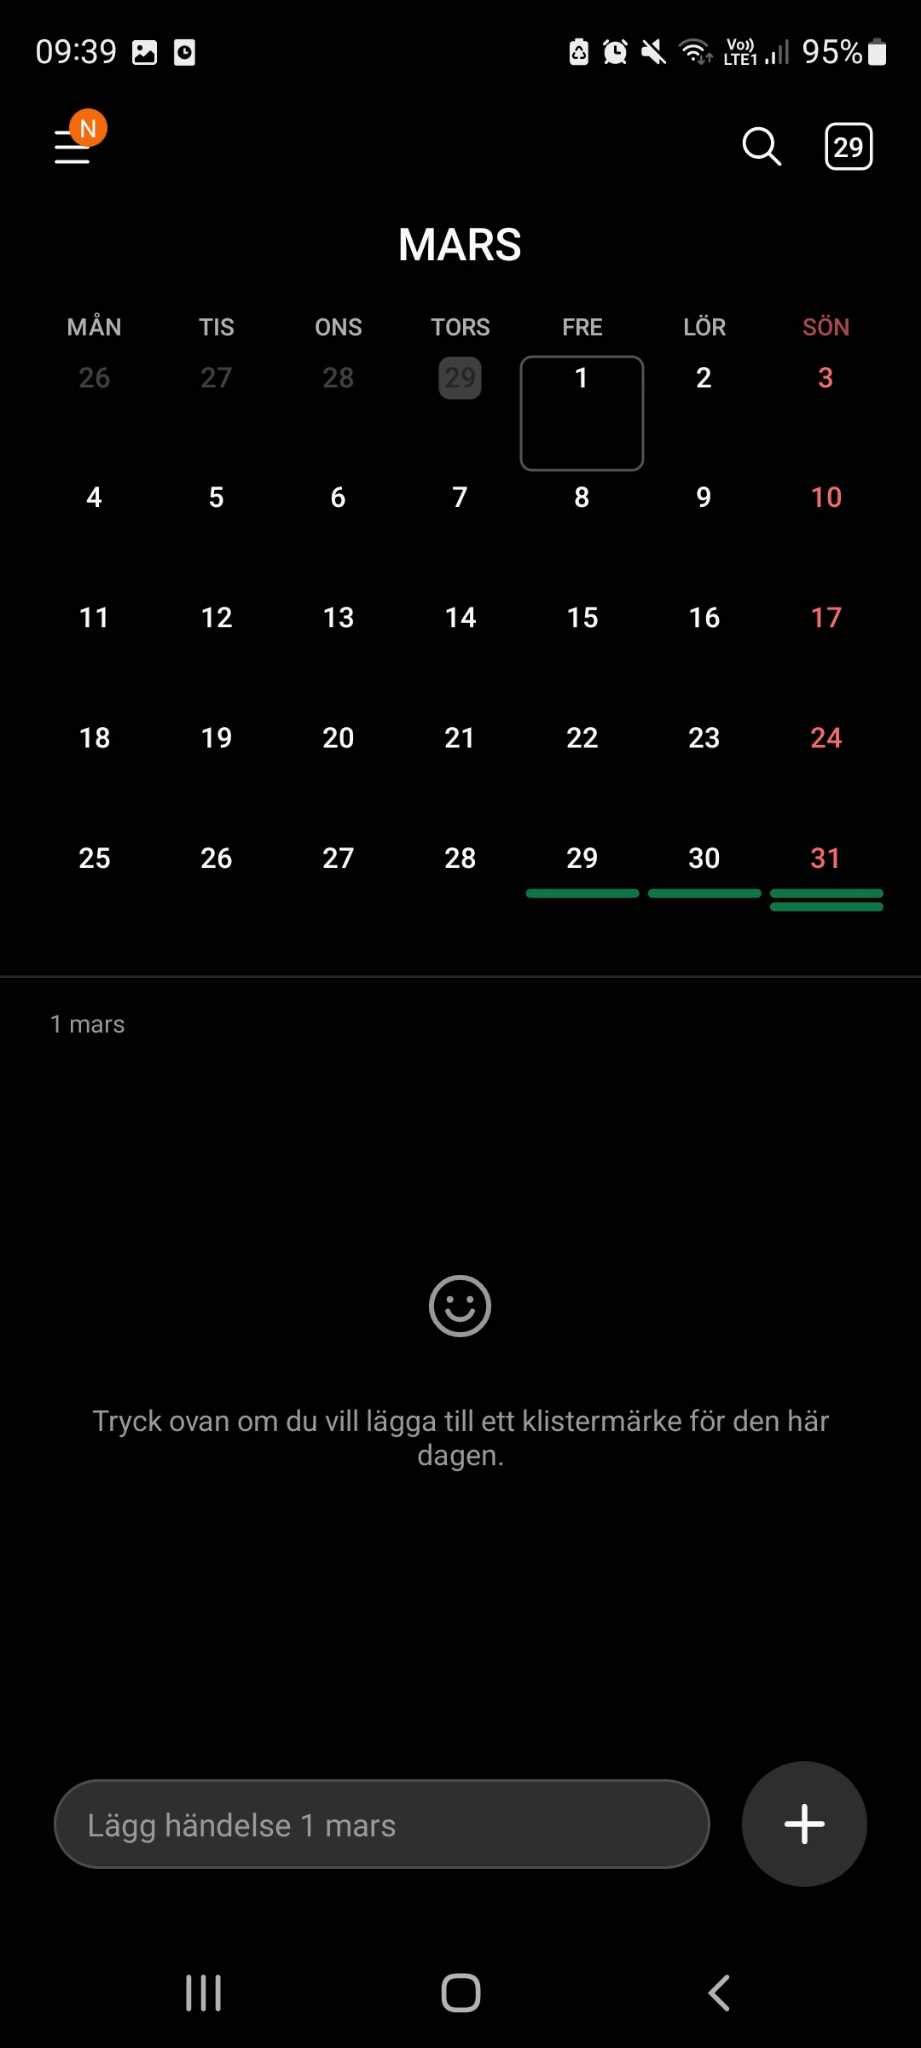 09:39 Vo)) LTE1 95%
N
29
MARS
MÅN TIS ONS TORS FRE LÖR SÖN
26 27 28 29 1 2 3
4 5 6 7 8 9 10
11 12 13 14 15 16 17
18 19 20 21 22 23 24
25 26 27 28 29 30 31
1 mars
Tryck ovan om du vill lägga till ett klistermärke för den här
dagen.
Lägg händelse 1 mars